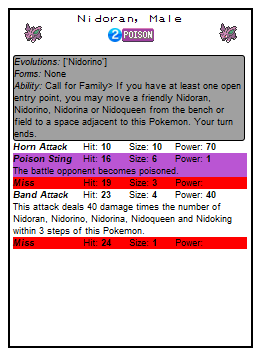 Nidoran, Male
2 POISON
Evolutions: ['Nidorino']
Forms: None
Ability: Call for Family> If you have at least one open
entry point, you may move a friendly Nidoran,
Nidorino, Nidorina or Nidoqueen from the bench or
field to a space adjacent to this Pokemon. Your turn
ends.
Horn Attack Hit: 10 Size: 10 Power: 70
Poison Sting Hit: 16 Size: 6 Power: 1
The battle opponent becomes poisoned.
Miss Hit: 19 Size: 3 Power:
Band Attack Hit: 23 Size: 4 Power: 40
This attack deals 40 damage times the number of
Nidoran, Nidorino, Nidorina, Nidoqueen and Nidoking
within 3 steps of this Pokemon.
Miss Hit: 24 Size: 1 Power: